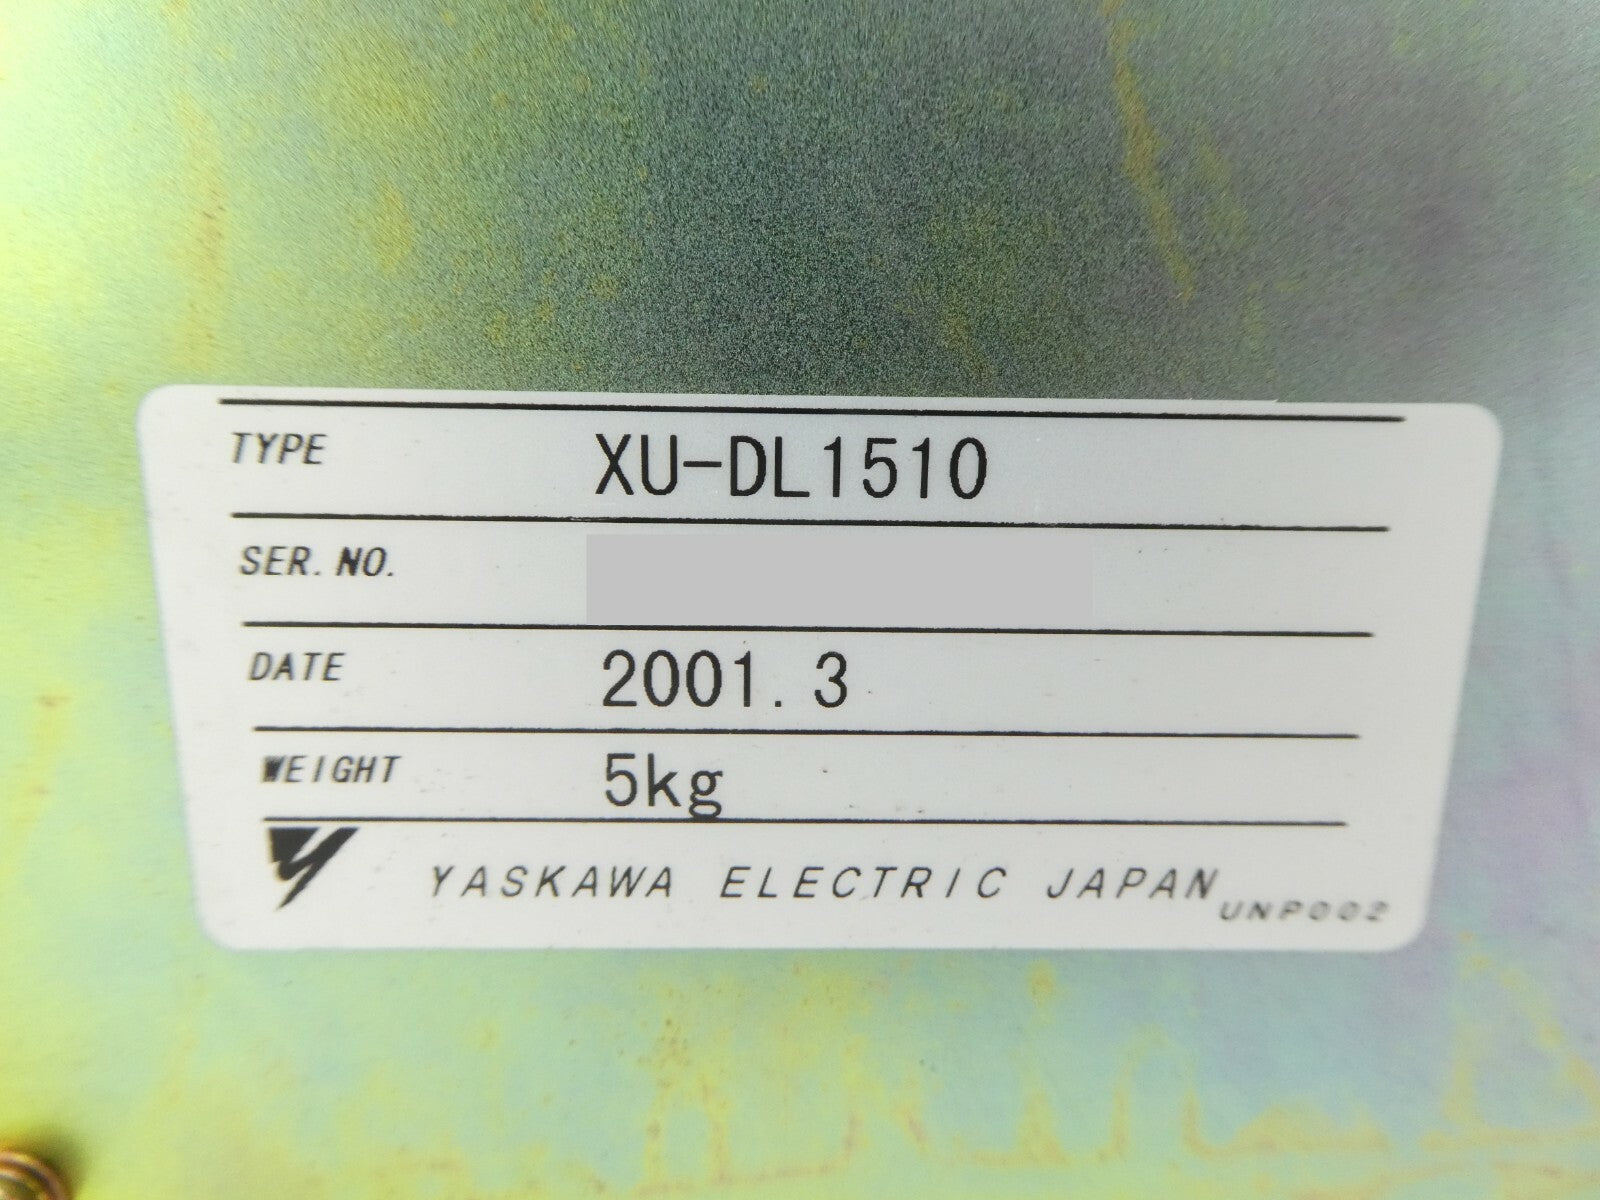 TYPE XU-DL1510
SER. NO.
DATE 2001. 3
WEIGHT 5kg
YASKAWA ELECTRIC JAPAN UNP002